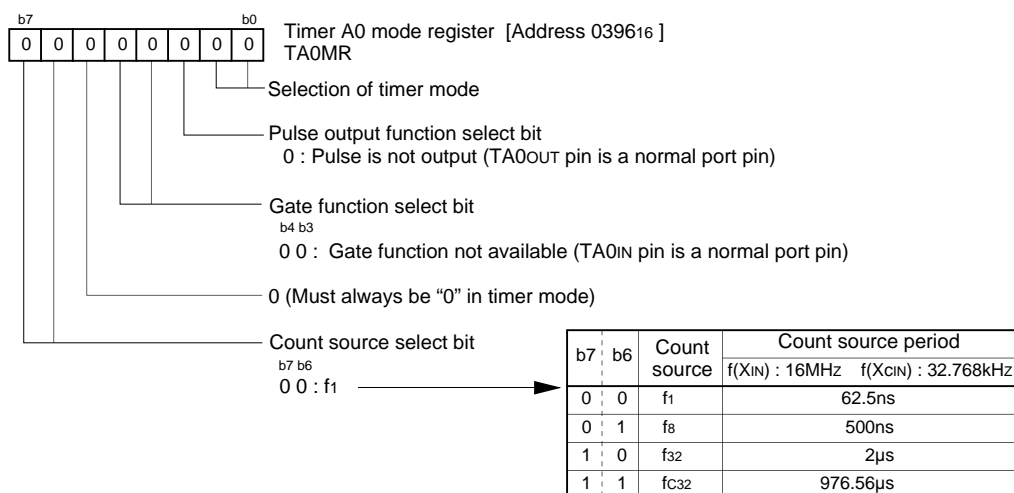 b7 b0
0 0 0 0 0 0 0 0
Timer A0 mode register [Address 039616 ]
TA0MR
Selection of timer mode
Pulse output function select bit
0 : Pulse is not output (TA0OUT pin is a normal port pin)
Gate function select bit
b4 b3
0 0 : Gate function not available (TA0IN pin is a normal port pin)
0 (Must always be “0” in timer mode)
Count source select bit
b7 b6
0 0 : f1
b7 b6 Count source Count source period
f(XIN) : 16MHZ f(XCIN) : 32.768kHZ
0 0 f1 62.5ns
0 1 f8 500ns
1 0 f32 2µs
1 1 fC32 976.56µs